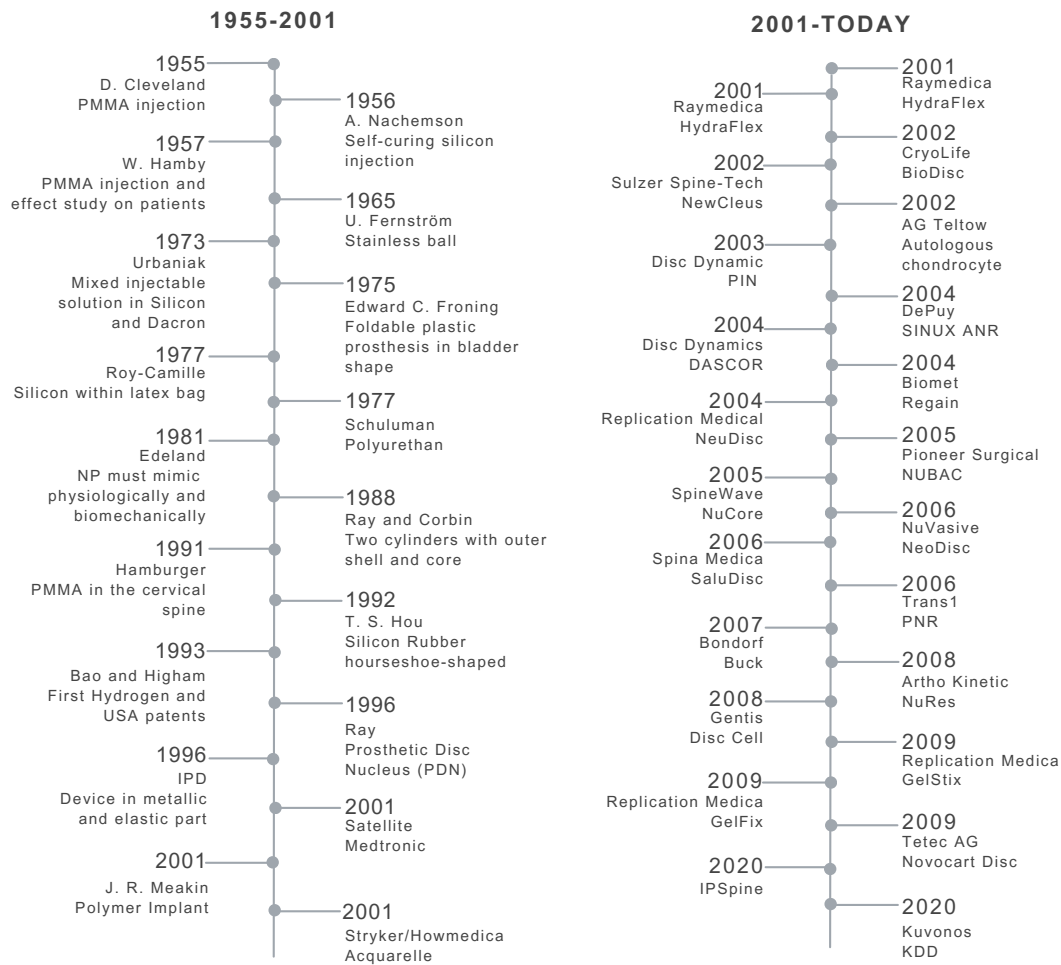 1955-2001
1955
D. Cleveland
PMMA injection
1956
A. Nachemson
Self-curing silicon
injection
1957
W. Hamby
PMMA injection and
effect study on patients
1965
U. Fernström
Stainless ball
1973
Urbaniak
Mixed injectable
solution in Silicon
and Dacron
1975
Edward C. Froning
Foldable plastic
prosthesis in bladder
shape
1977
Roy-Camille
Silicon within latex bag
1977
Schuluman
Polyurethan
1981
Edeland
NP must mimic
physiologically and
biomechanically
1988
Ray and Corbin
Two cylinders with outer
shell and core
1991
Hamburger
PMMA in the cervical
spine
1992
T. S. Hou
Silicon Rubber
hourseshoe-shaped
1993
Bao and Higham
First Hydrogen and
USA patents
1996
Ray
Prosthetic Disc
Nucleus (PDN)
1996
IPD
Device in metallic
and elastic part
2001
Satellite
Medtronic
2001
J. R. Meakin
Polymer Implant
2001
Stryker/Howmedica
Acquarelle
2001-TODAY
2001
Raymedica
HydraFlex
2001
Raymedica
HydraFlex
2002
CryoLife
BioDisc
2002
Sulzer Spine-Tech
NewCleus
2002
AG Teltow
Autologous
chondrocyte
2003
Disc Dynamic
PIN
2004
DePuy
SINUX ANR
2004
Disc Dynamics
DASCOR
2004
Biomet
Regain
2004
Replication Medical
NeuDisc
2005
Pioneer Surgical
NUBAC
2005
SpineWave
NuCore
2006
NuVasive
NeoDisc
2006
Spina Medica
SaluDisc
2006
Trans1
PNR
2007
Bondorf
Buck
2008
Artho Kinetic
NuRes
2008
Gentis
Disc Cell
2009
Replication Medica
GelStix
2009
Replication Medica
GelFix
2009
Tetec AG
Novocart Disc
2020
IPSpine
2020
Kuvonos
KDD